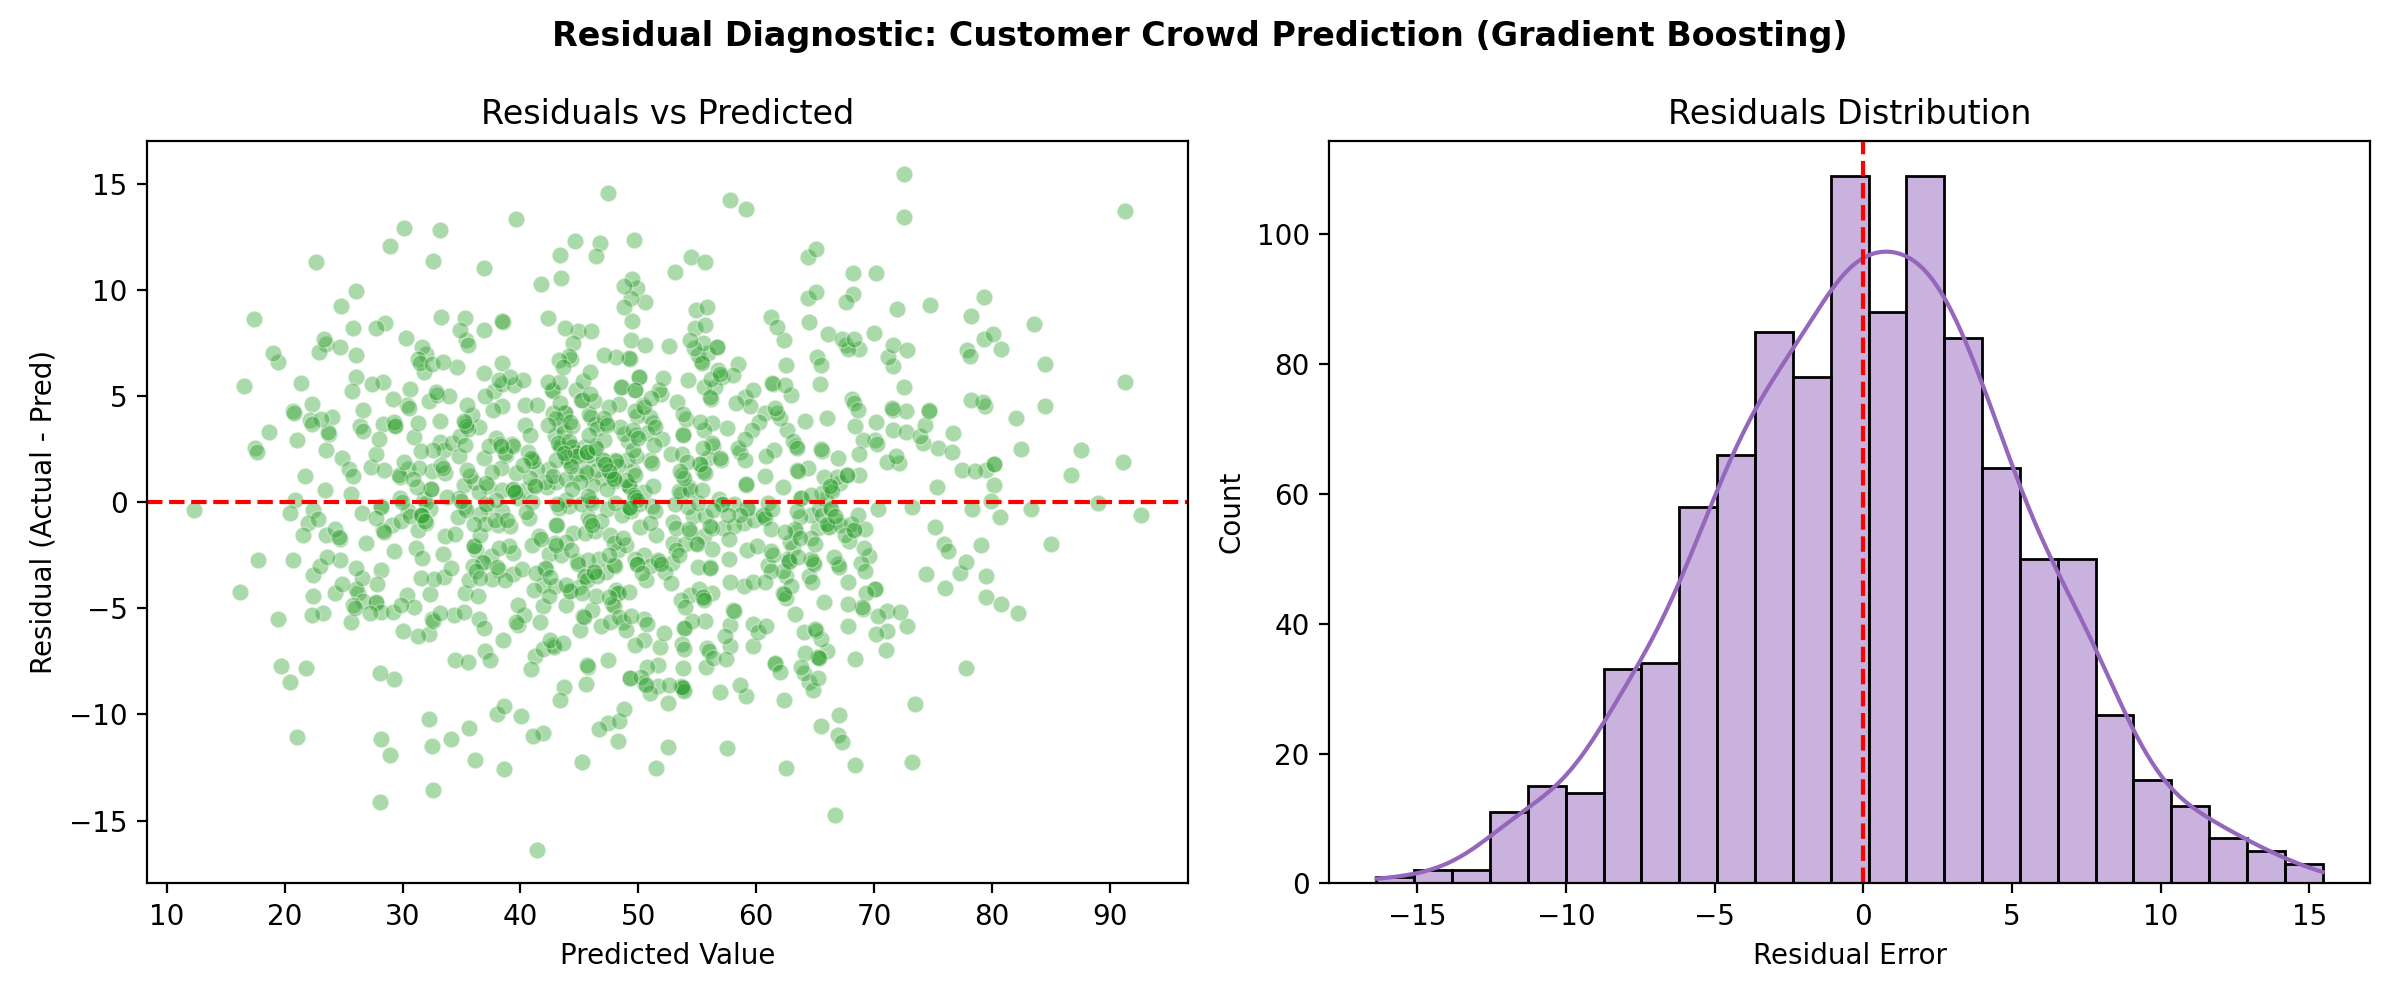 Residual Diagnostic: Customer Crowd Prediction (Gradient Boosting)
Residuals vs Predicted
Residual (Actual - Pred)
15
10
5
0
−5
−10
−15
10 20 30 40 50 60 70 80 90
Predicted Value
Residuals Distribution
Count
100
80
60
40
20
0
−15 −10 −5 0 5 10 15
Residual Error